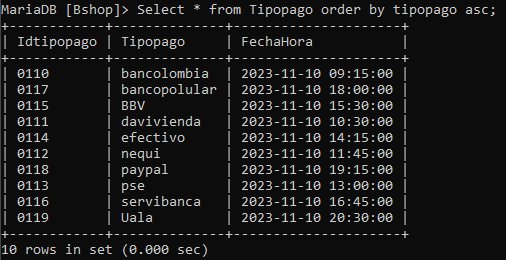 MariaDB [Bshop]> Select * from Tipopago order by tipopago asc;
+------------+--------------+---------------------+
| Idtipopago | Tipopago     | FechaHora           |
+------------+--------------+---------------------+
| 0110       | bancolombia  | 2023-11-10 09:15:00 |
| 0117       | bancopolular | 2023-11-10 18:00:00 |
| 0115       | BBV          | 2023-11-10 15:30:00 |
| 0111       | davivienda   | 2023-11-10 10:30:00 |
| 0114       | efectivo     | 2023-11-10 14:15:00 |
| 0112       | nequi        | 2023-11-10 11:45:00 |
| 0118       | paypal       | 2023-11-10 19:15:00 |
| 0113       | pse          | 2023-11-10 13:00:00 |
| 0116       | servibanca   | 2023-11-10 16:45:00 |
| 0119       | Uala         | 2023-11-10 20:30:00 |
+------------+--------------+---------------------+
10 rows in set (0.000 sec)